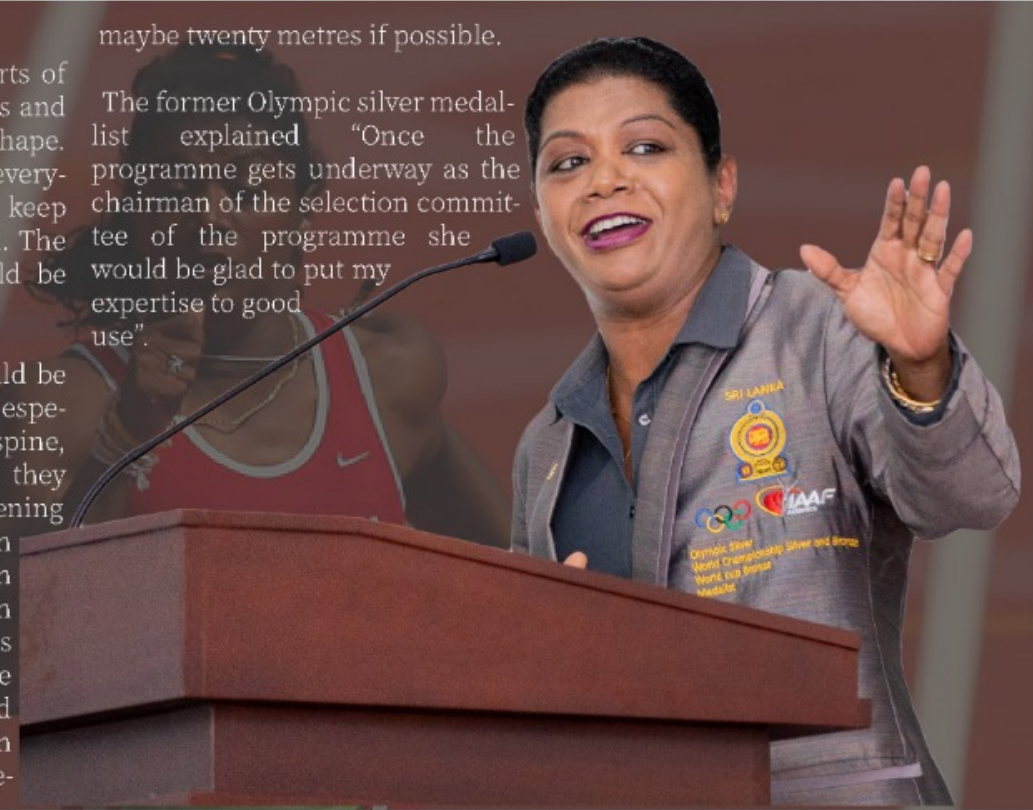 rts of
s and
hape.
every-
keep
. The
ld be
ld be
espe-
spine,
they
ening
n
n
n
s
e
d
n
e-
maybe twenty metres if possible.
The former Olympic silver medal-
list explained “Once the
programme gets underway as the
chairman of the selection commit-
tee of the programme she
would be glad to put my
expertise to good
use”.
SRI LANKA
IAAF
Olympic Silver
World Championship Silver and Bronze
World Bronze
Medalist